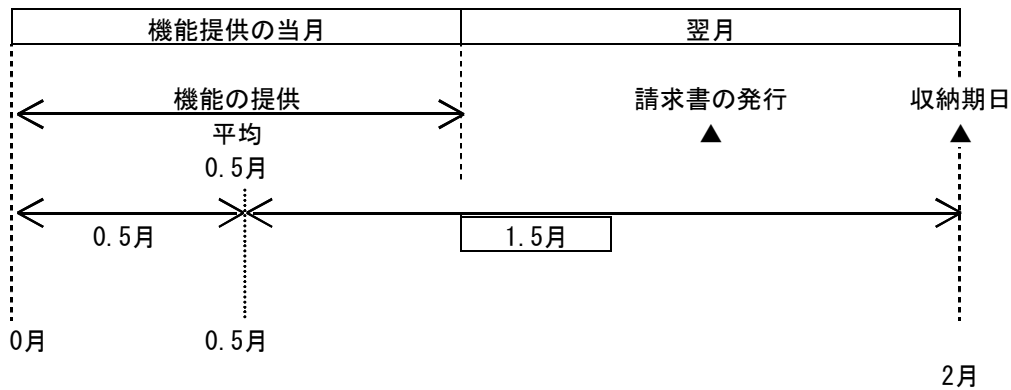 機能提供の当月 翌月
機能の提供 請求書の発行 収納期日
平均 ▲ ▲
0.5月
0.5月 1.5月
0月 0.5月
2月